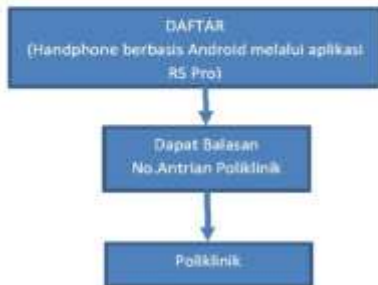 DAFTAR
(Handphone berbasis Android melalui aplikasi
RS Pro)
Dapat Balasan
No.Antrian Poliklinik
Poliklinik